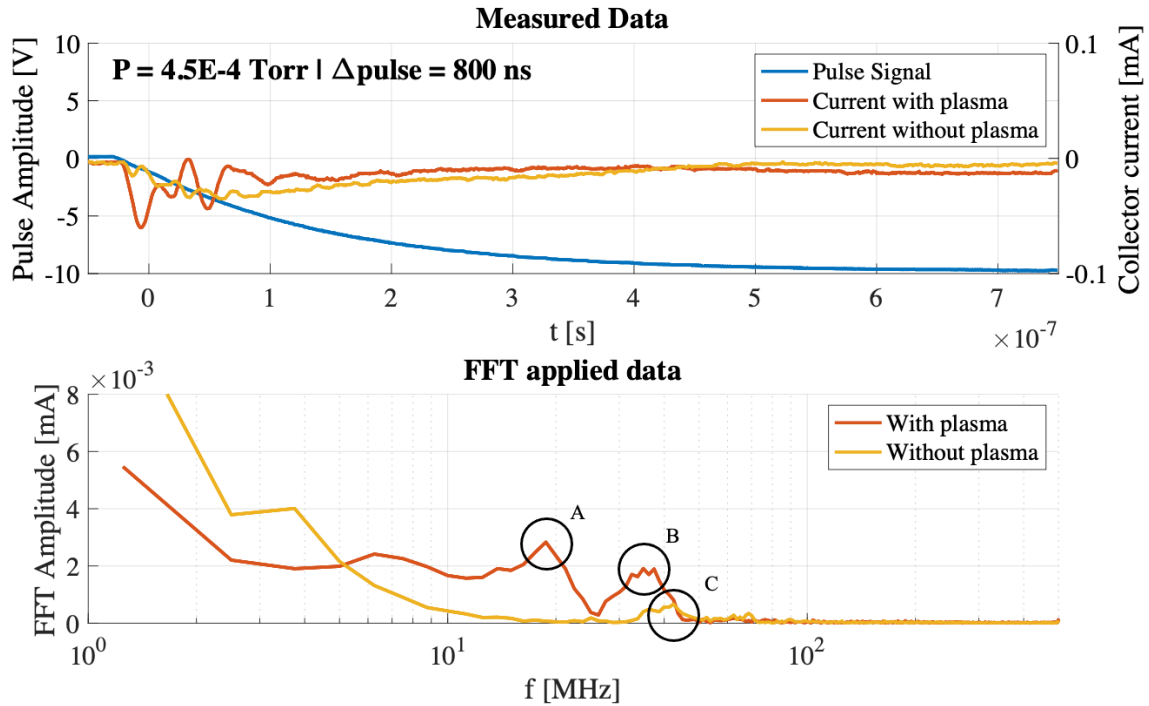 Measured Data
P = 4.5E-4 Torr | Δpulse = 800 ns
Pulse Signal
Current with plasma
Current without plasma
Pulse Amplitude [V]
10
5
0
-5
-10
Collector current [mA]
0.1
0
-0.1
0 1 2 3 4 5 6 7
t [s]
×10⁻⁷
FFT applied data
×10⁻³
With plasma
Without plasma
FFT Amplitude [mA]
8
6
4
2
0
A
B
C
10⁰ 10¹ 10²
f [MHz]